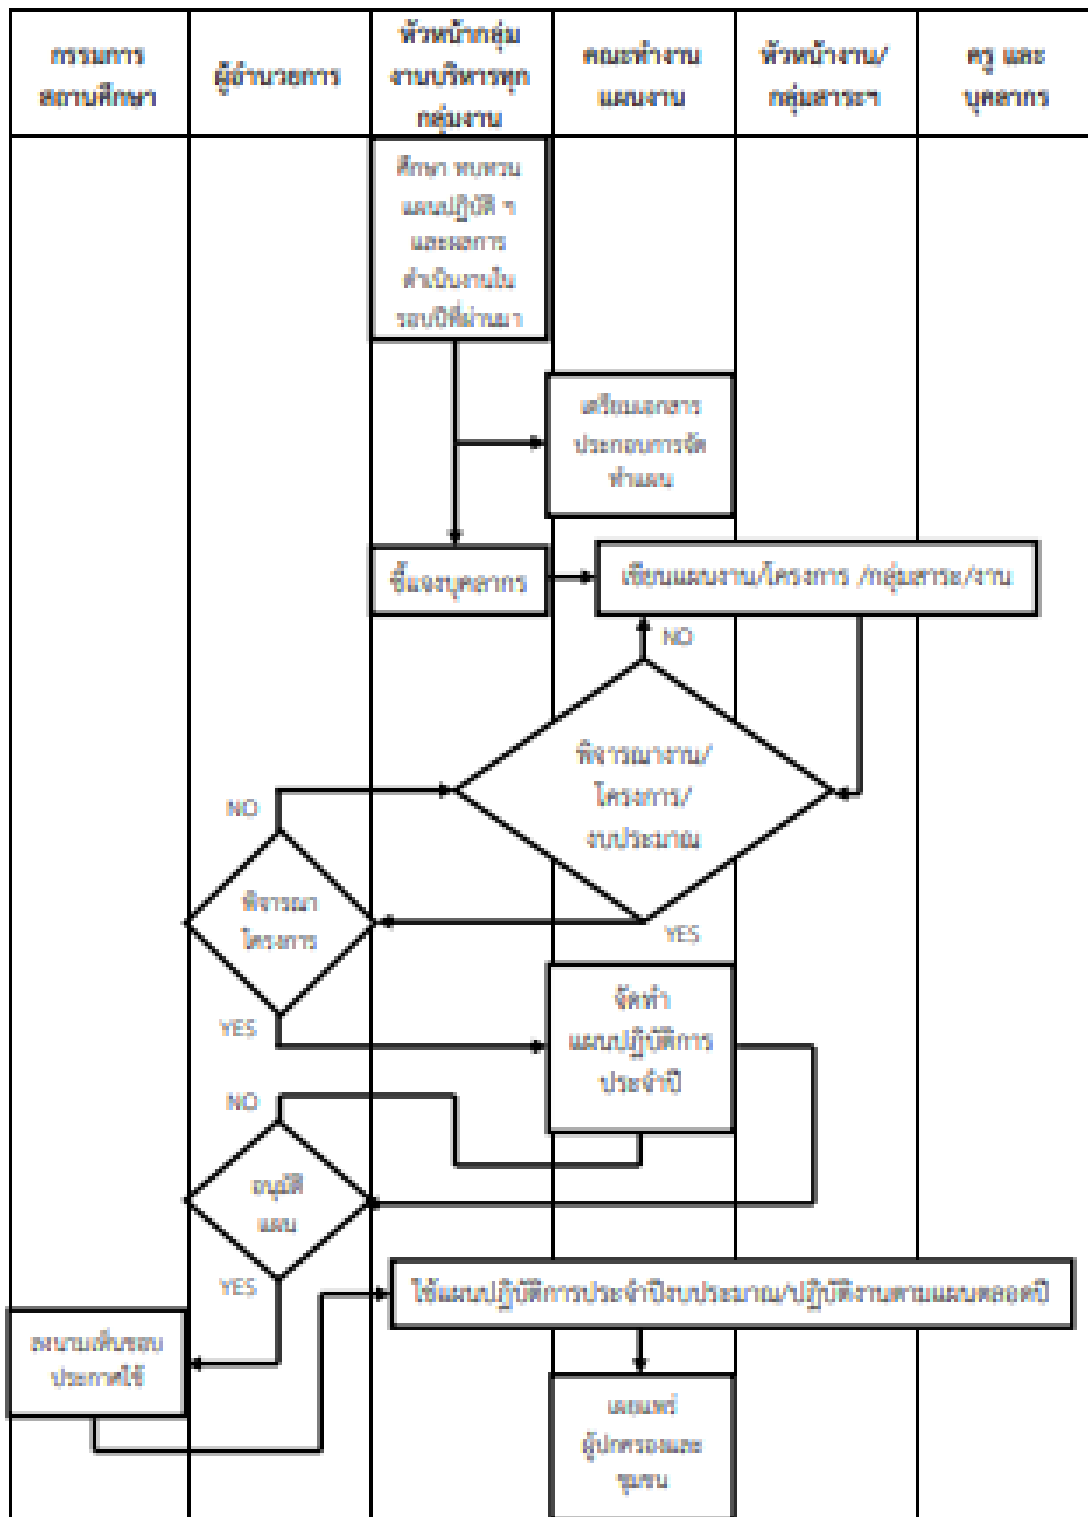 กรรมการ
สถานศึกษา
ผู้อำนวยการ
หัวหน้ากลุ่ม
งานบริหารทุก
กลุ่มงาน
คณะทำงาน
แผนงาน
หัวหน้างาน/
กลุ่มสาระฯ
ครู และ
บุคลากร
ศึกษา ทบทวน
แผนปฏิบัติ ฯ
และผลการ
ดำเนินงานใน
รอบปีที่ผ่านมา
เตรียมเอกสาร
ประกอบการจัด
ทำแผน
ชี้แจงบุคลากร
เขียนแผนงาน/โครงการ /กลุ่มสาระ/งาน
NO
พิจารณางาน/
โครงการ/
งบประมาณ
NO
พิจารณา
โครงการ
YES
YES
จัดทำ
แผนปฏิบัติการ
ประจำปี
NO
อนุมัติ
แผน
YES
ใช้แผนปฏิบัติการประจำปีงบประมาณ/ปฏิบัติงานตามแผนตลอดปี
ลงนามเห็นชอบ
ประกาศใช้
เผยแพร่
ผู้ปกครองและ
ชุมชน